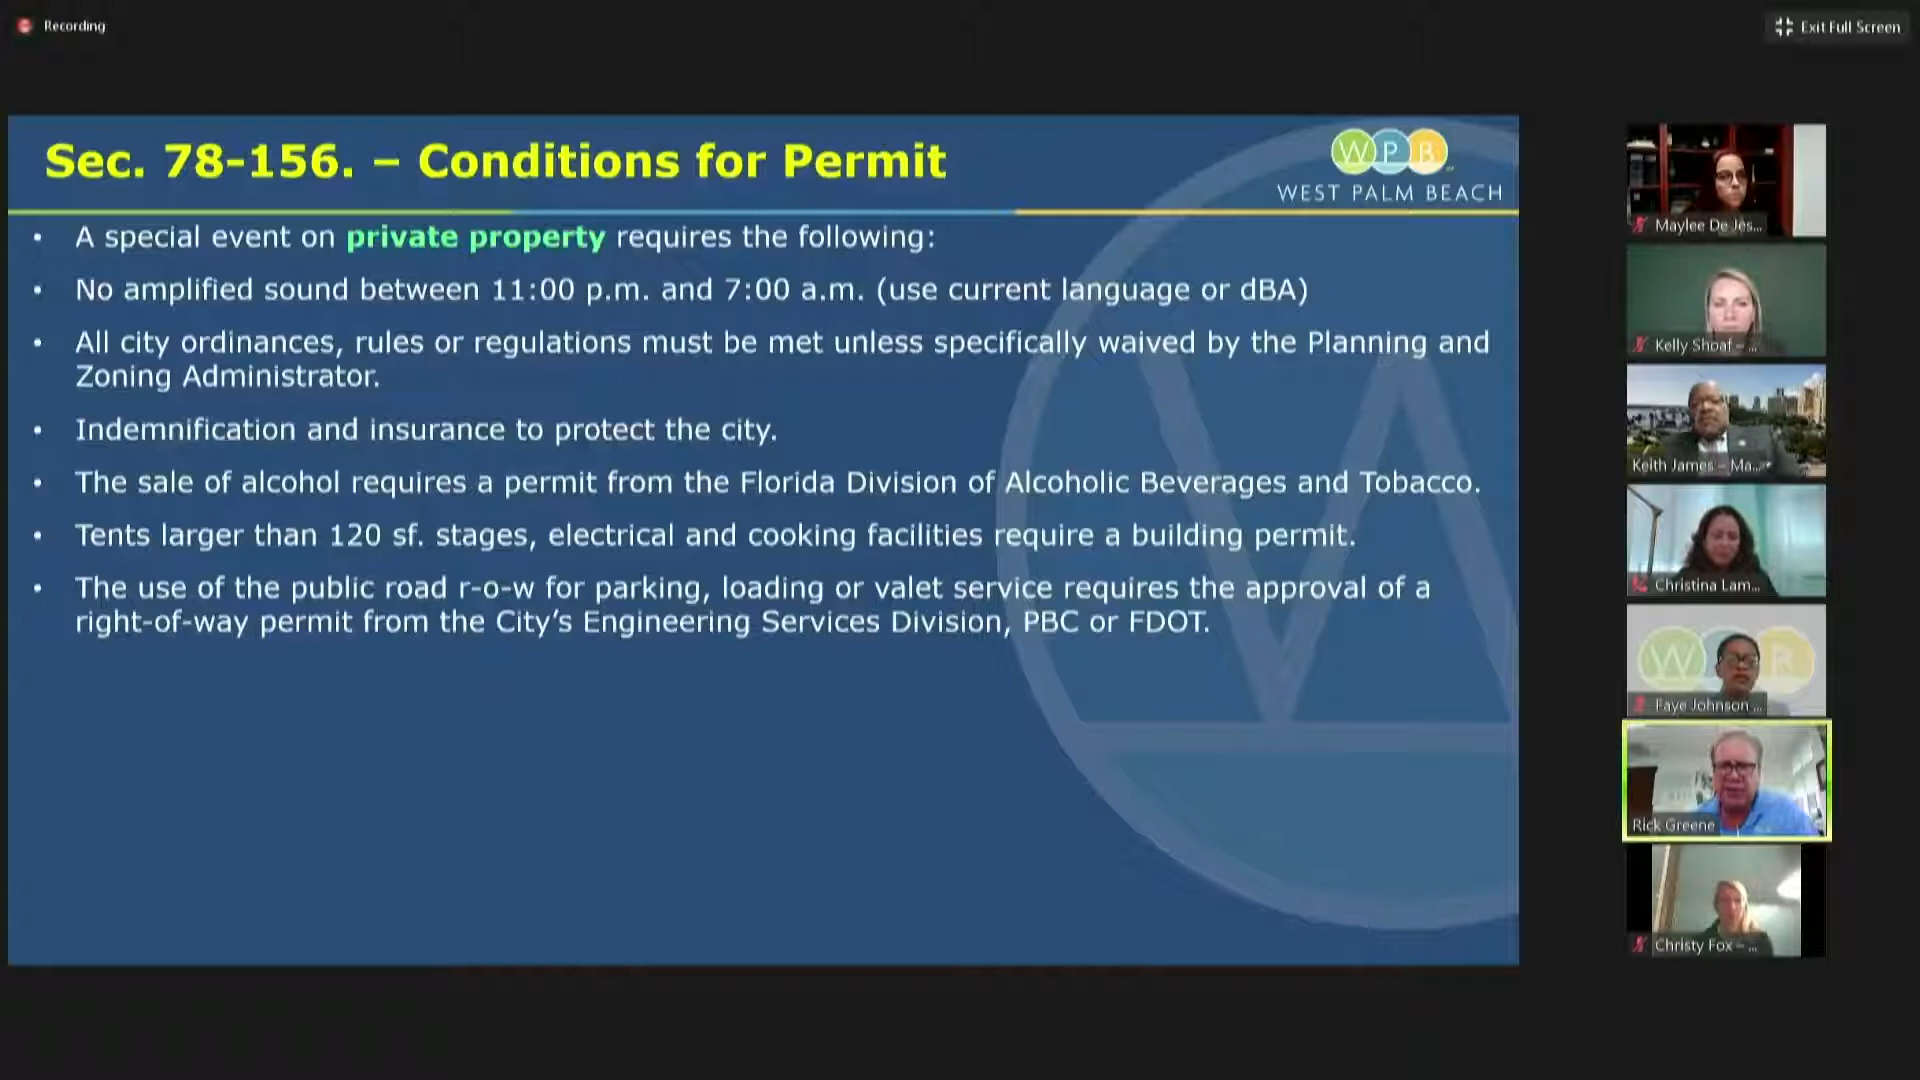 Recording
Exit Full Screen
Sec. 78-156. – Conditions for Permit
WPB
WEST PALM BEACH
• A special event on private property requires the following:
• No amplified sound between 11:00 p.m. and 7:00 a.m. (use current language or dBA)
• All city ordinances, rules or regulations must be met unless specifically waived by the Planning and
Zoning Administrator.
• Indemnification and insurance to protect the city.
• The sale of alcohol requires a permit from the Florida Division of Alcoholic Beverages and Tobacco.
• Tents larger than 120 sf. stages, electrical and cooking facilities require a building permit.
• The use of the public road r-o-w for parking, loading or valet service requires the approval of a
right-of-way permit from the City’s Engineering Services Division, PBC or FDOT.
Maylee De Jes...
Kelly Shoaf – ...
Keith James – Ma...
Christina Lam...
W B
Faye Johnson ...
Rick Greene
Christy Fox – ...